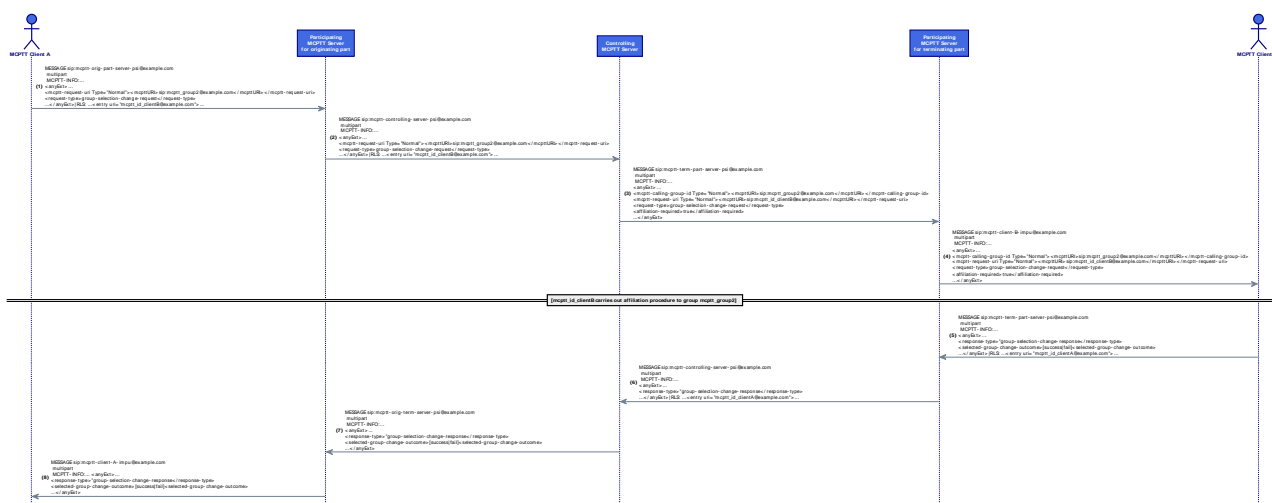 MCPTT Client A
Participating
MCPTT Server
for originating part
Controlling
MCPTT Server
Participating
MCPTT Server
for terminating part
MCPTT Client
MESSAGE sip:mcptt-orig-part-server-psi@example.com
multipart
MCPTT-INFO:...
(1) <anyExt>...
<mcptt-request-uri Type="Normal"><mcpttURI>sip:mcptt_group2@example.com</mcpttURI></mcptt-request-uri>
<request-type>group-selection-change-request</request-type>
...</anyExt>|RLS: ...<entry uri="mcptt_id_clientB@example.com">...
MESSAGE sip:mcptt-controlling-server-psi@example.com
multipart
MCPTT-INFO:...
(2) <anyExt>...
<mcptt-request-uri Type="Normal"><mcpttURI>sip:mcptt_group2@example.com</mcpttURI></mcptt-request-uri>
<request-type>group-selection-change-request</request-type>
...</anyExt>|RLS: ...<entry uri="mcptt_id_clientB@example.com">...
MESSAGE sip:mcptt-term-part-server-psi@example.com
multipart
MCPTT-INFO:...
<anyExt>...
(3) <mcptt-calling-group-id Type="Normal"><mcpttURI>sip:mcptt_group2@example.com</mcpttURI></mcptt-calling-group-id>
<mcptt-request-uri Type="Normal"><mcpttURI>sip:mcptt_id_clientB@example.com</mcpttURI></mcptt-request-uri>
<request-type>group-selection-change-request</request-type>
<affiliation-required>true</affiliation-required>
...</anyExt>
MESSAGE sip:mcptt-client-B-impu@example.com
multipart
MCPTT-INFO:...
<anyExt>...
(4) <mcptt-calling-group-id Type="Normal"><mcpttURI>sip:mcptt_group2@example.com</mcpttURI></mcptt-calling-group-id>
<mcptt-request-uri Type="Normal"><mcpttURI>sip:mcptt_id_clientB@example.com</mcpttURI></mcptt-request-uri>
<request-type>group-selection-change-request</request-type>
<affiliation-required>true</affiliation-required>
...</anyExt>
[mcptt_id_clientB carries out affiliation procedure to group mcptt_group2]
MESSAGE sip:mcptt-term-part-server-psi@example.com
multipart
MCPTT-INFO:...
(5) <anyExt>...
<response-type>"group-selection-change-response</response-type>
<selected-group-change-outcome>[success|fail]<selected-group-change-outcome>
...</anyExt>|RLS: ...<entry uri="mcptt_id_clientA@example.com">...
MESSAGE sip:mcptt-controlling-server-psi@example.com
multipart
(6) MCPTT-INFO:...
<anyExt>...
<response-type>"group-selection-change-response</response-type>
...</anyExt>|RLS: ...<entry uri="mcptt_id_clientA@example.com">...
MESSAGE sip:mcptt-orig-term-server-psi@example.com
multipart
MCPTT-INFO:...
(7) <anyExt>...
<response-type>"group-selection-change-response</response-type>
<selected-group-change-outcome>[success|fail]<selected-group-change-outcome>
...</anyExt>
MESSAGE sip:mcptt-client-A-impu@example.com
multipart
MCPTT-INFO:... <anyExt>...
(8) <response-type>"group-selection-change-response</response-type>
<selected-group-change-outcome>[success|fail]<selected-group-change-outcome>
...</anyExt>